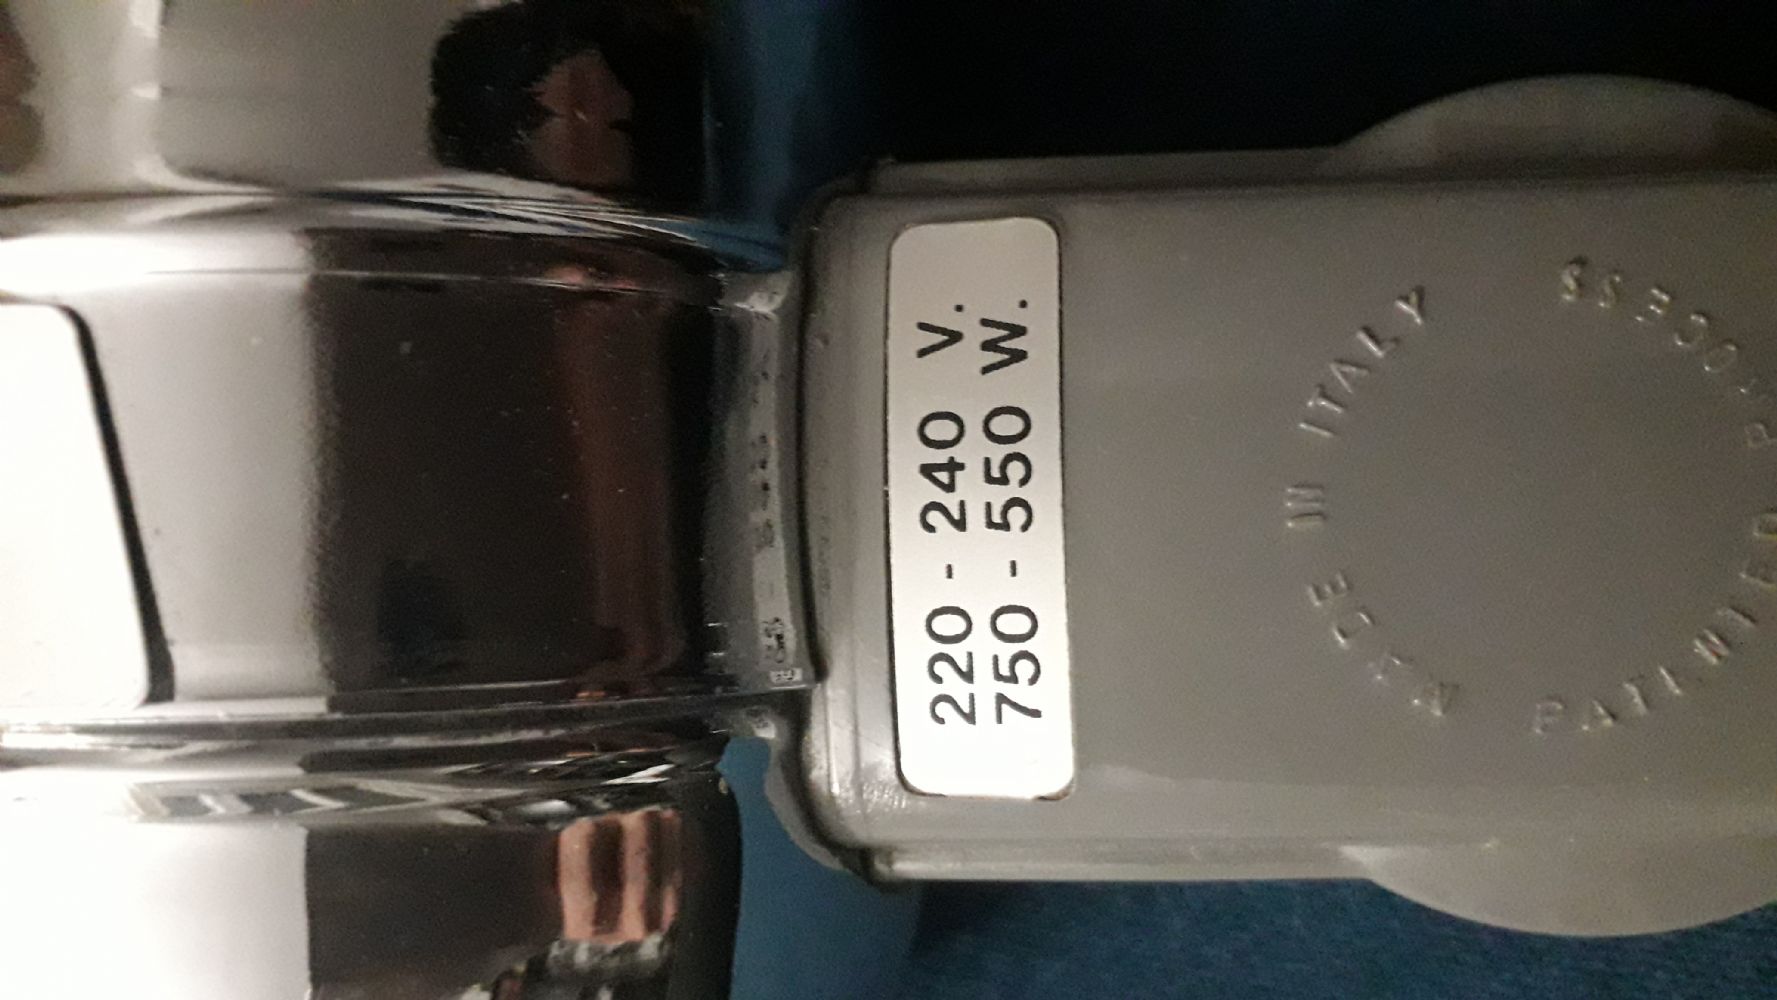 220 - 240 V.
750 - 550 W.
MADE IN ITALY
PATENTED PROCESS